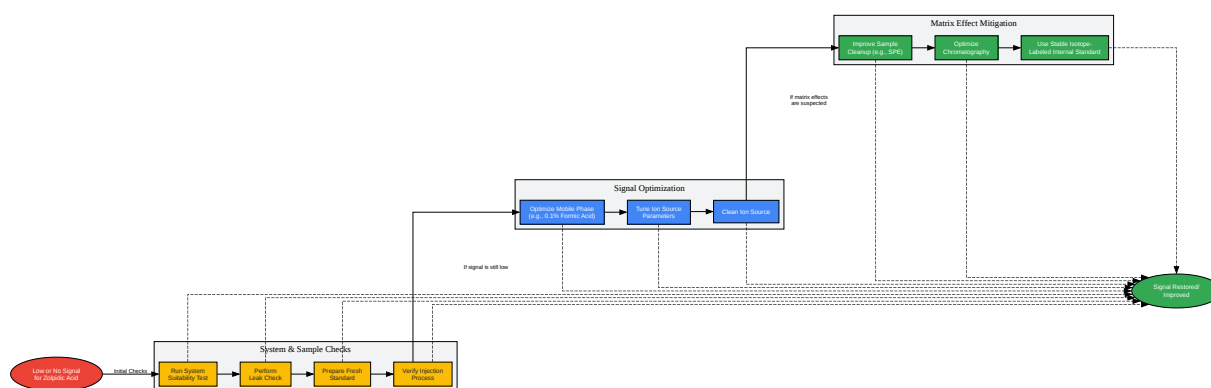 Matrix Effect Mitigation
Improve Sample
Cleanup (e.g., SPE)
Optimize
Chromatography
Use Stable Isotope-
Labeled Internal Standard
If matrix effects
are suspected
Signal Optimization
Optimize Mobile Phase
(e.g., 0.1% Formic Acid)
Tune Ion Source
Parameters
Clean Ion Source
If signal is still low
Signal Restored/
Improved
System & Sample Checks
Low or No Signal
for Zolpidic Acid
Initial Checks
Run System
Suitability Test
Perform
Leak Check
Prepare Fresh
Standard
Verify Injection
Process